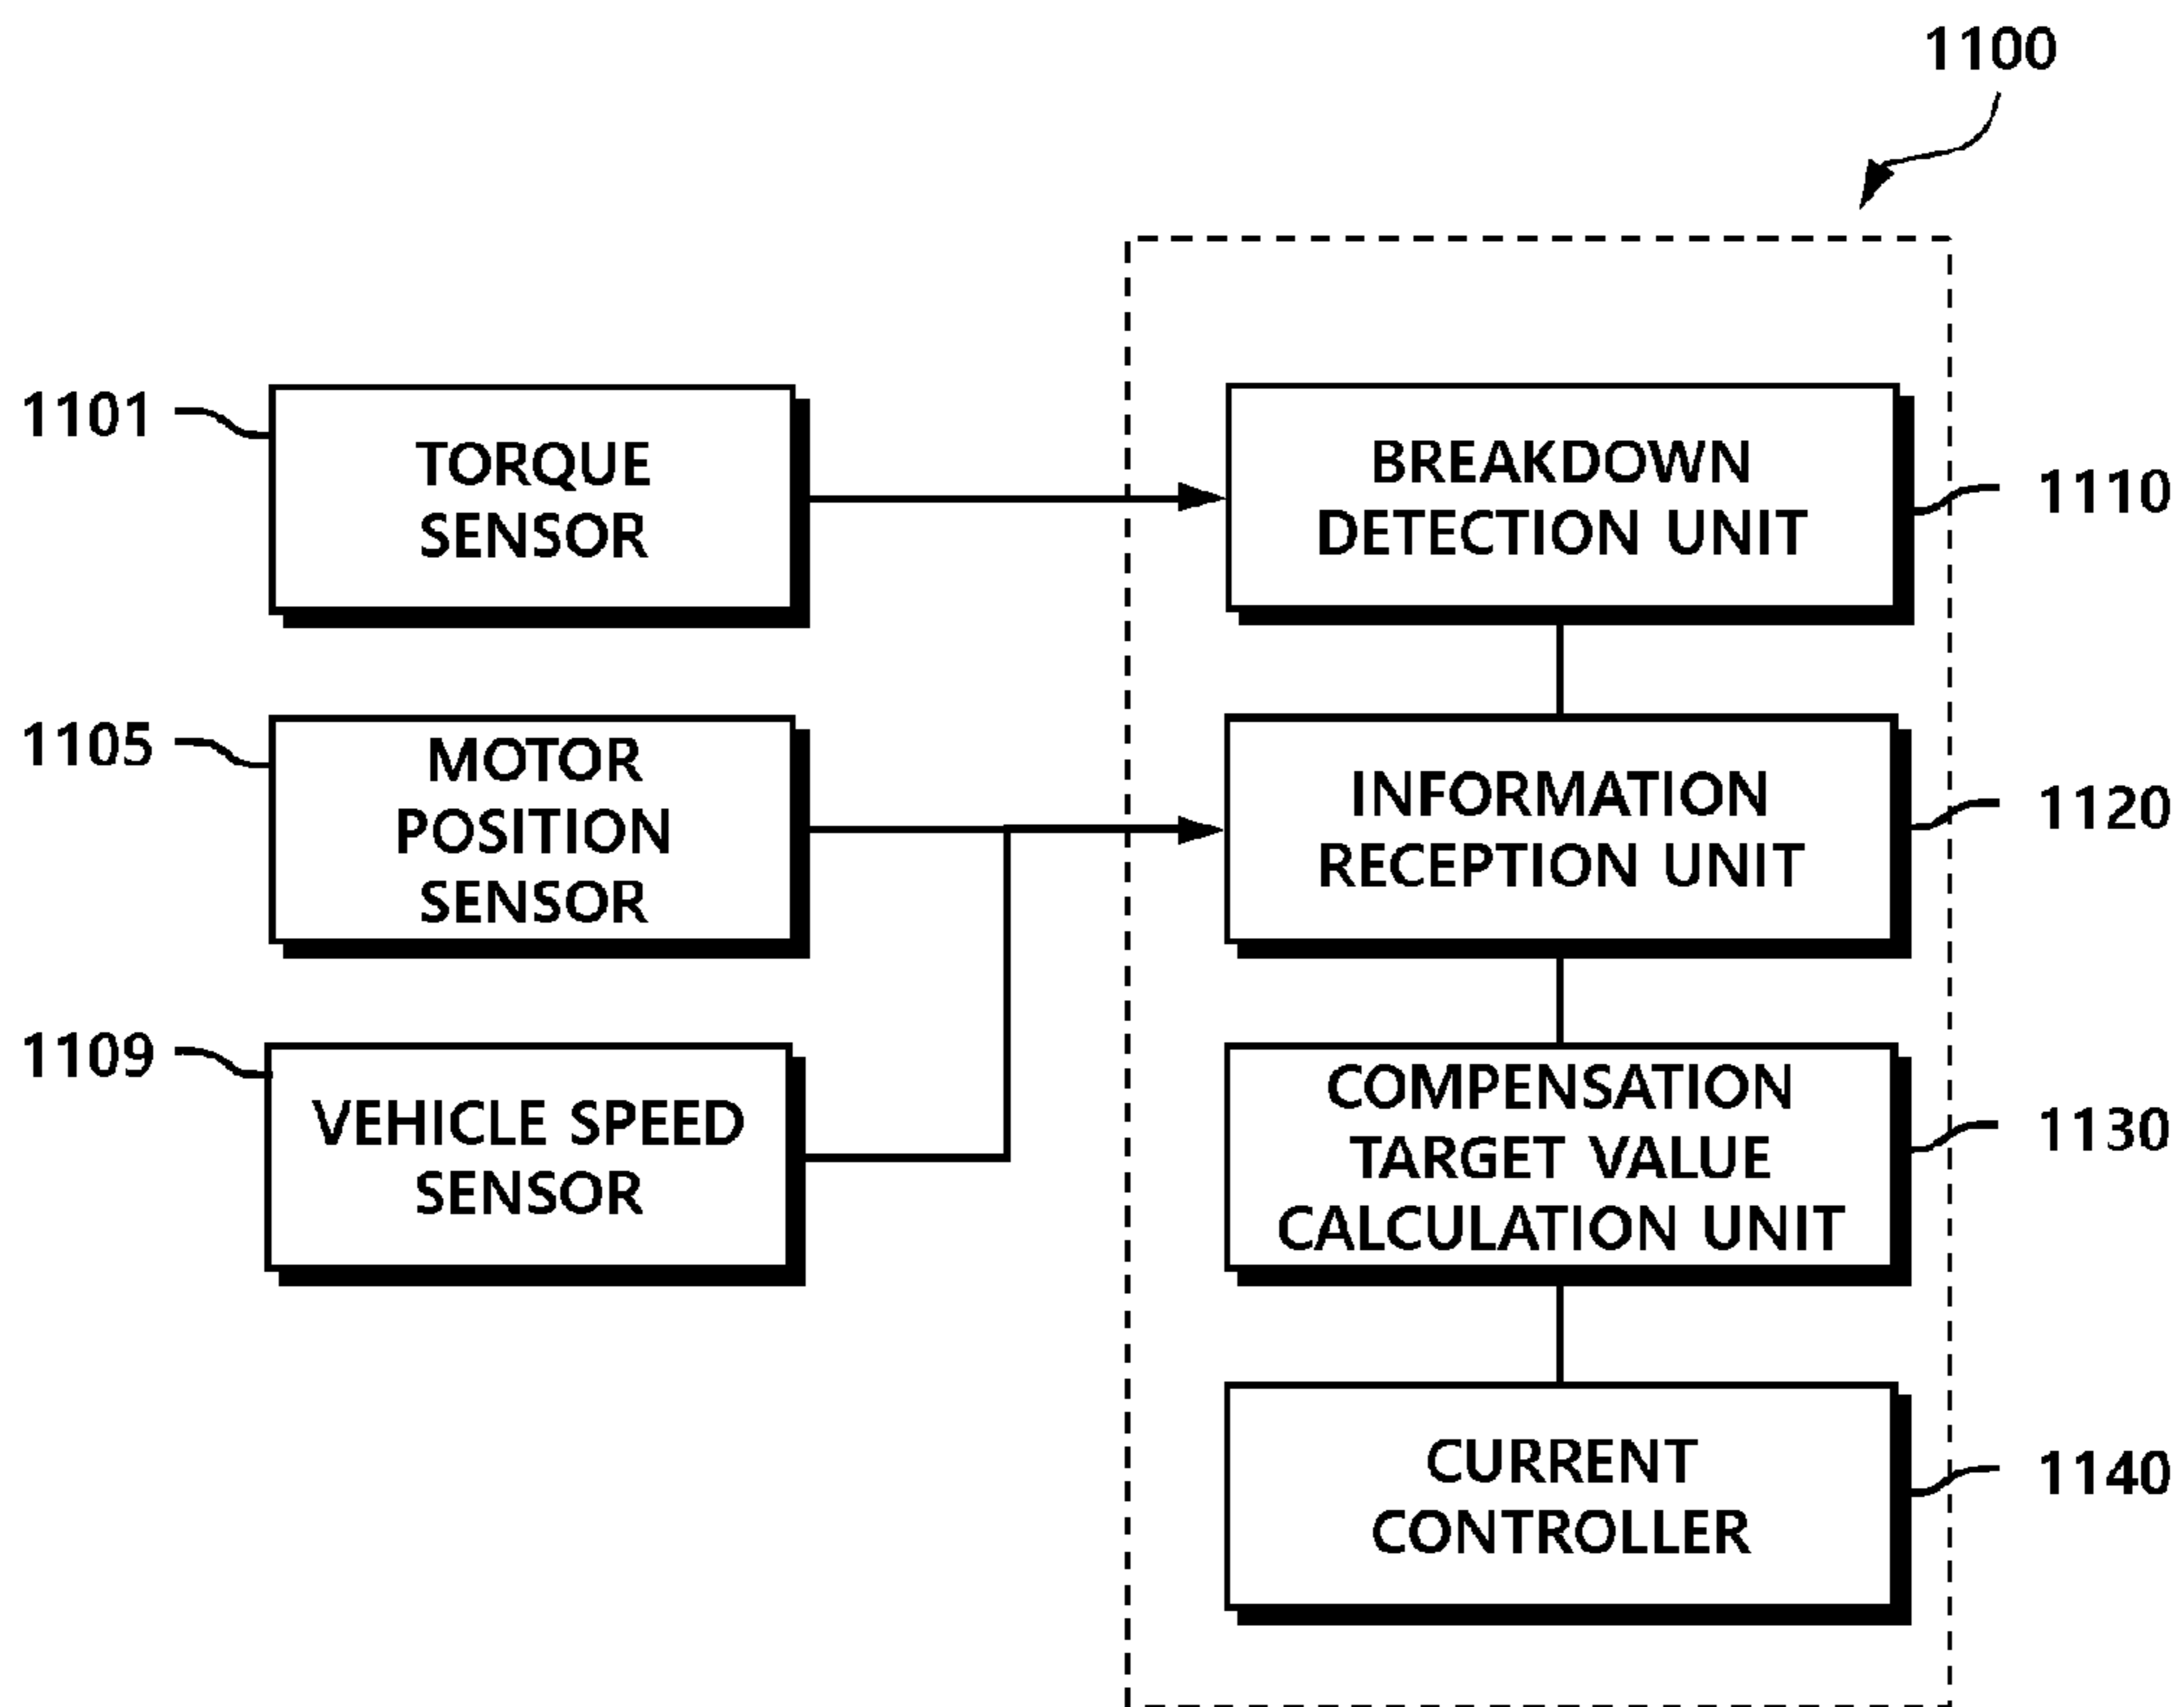 1100
1101
TORQUE
SENSOR
BREAKDOWN
DETECTION UNIT
1110
1105
MOTOR
POSITION
SENSOR
INFORMATION
RECEPTION UNIT
1120
1109
VEHICLE SPEED
SENSOR
COMPENSATION
TARGET VALUE
CALCULATION UNIT
1130
CURRENT
CONTROLLER
1140